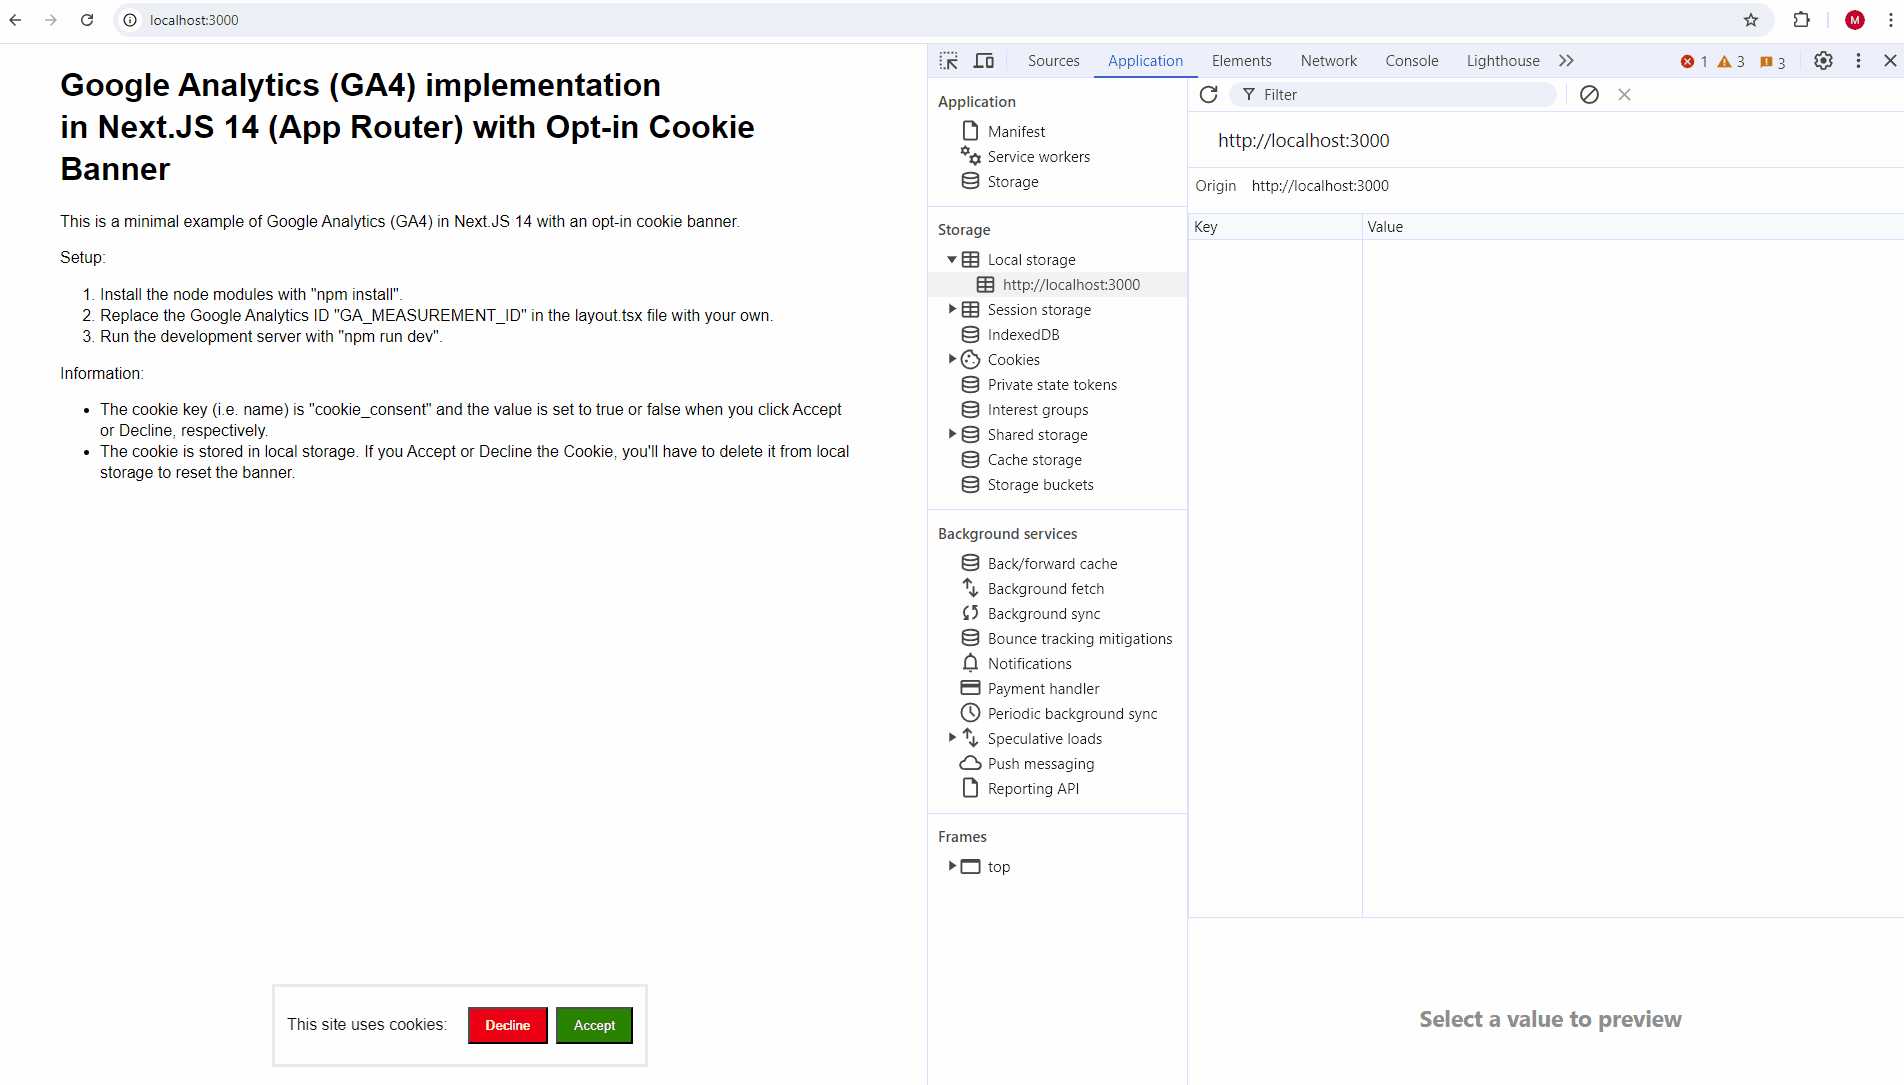 localhost:3000
M
Google Analytics (GA4) implementation
in Next.JS 14 (App Router) with Opt-in Cookie
Banner
This is a minimal example of Google Analytics (GA4) in Next.JS 14 with an opt-in cookie banner.
Setup:
1. Install the node modules with "npm install".
2. Replace the Google Analytics ID "GA_MEASUREMENT_ID" in the layout.tsx file with your own.
3. Run the development server with "npm run dev".
Information:
• The cookie key (i.e. name) is "cookie_consent" and the value is set to true or false when you click Accept
or Decline, respectively.
• The cookie is stored in local storage. If you Accept or Decline the Cookie, you'll have to delete it from local
storage to reset the banner.
This site uses cookies: Decline Accept
Sources Application Elements Network Console Lighthouse 1 3 3
Application
Manifest
Service workers
Storage
Storage
Local storage
http://localhost:3000
Session storage
IndexedDB
Cookies
Private state tokens
Interest groups
Shared storage
Cache storage
Storage buckets
Background services
Back/forward cache
Background fetch
Background sync
Bounce tracking mitigations
Notifications
Payment handler
Periodic background sync
Speculative loads
Push messaging
Reporting API
Frames
top
Filter
http://localhost:3000
Origin http://localhost:3000
Key Value
Select a value to preview